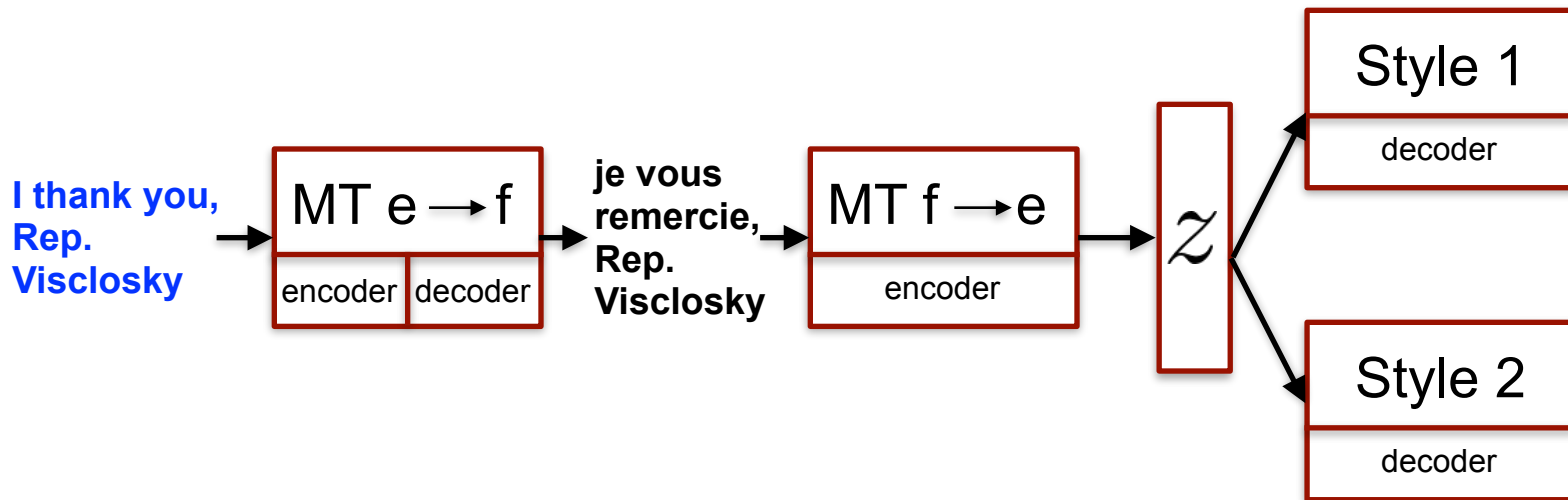 I thank you,
Rep.
Visclosky
MT e → f
encoder
decoder
je vous
remercie,
Rep.
Visclosky
MT f → e
encoder
z
Style 1
decoder
Style 2
decoder